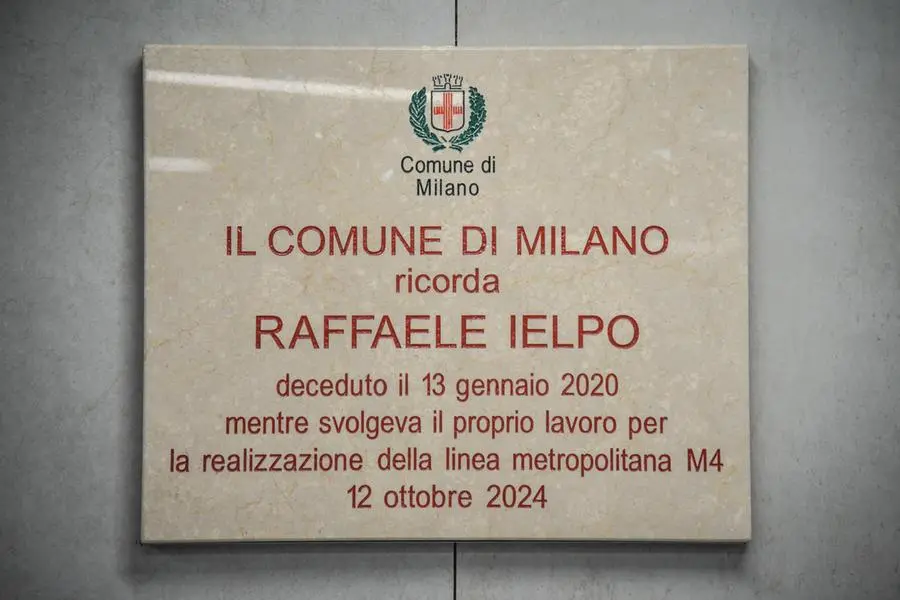 Comune di
Milano
IL COMUNE DI MILANO
ricorda
RAFFAELE IELPO
deceduto il 13 gennaio 2020
mentre svolgeva il proprio lavoro per
la realizzazione della linea metropolitana M4
12 ottobre 2024